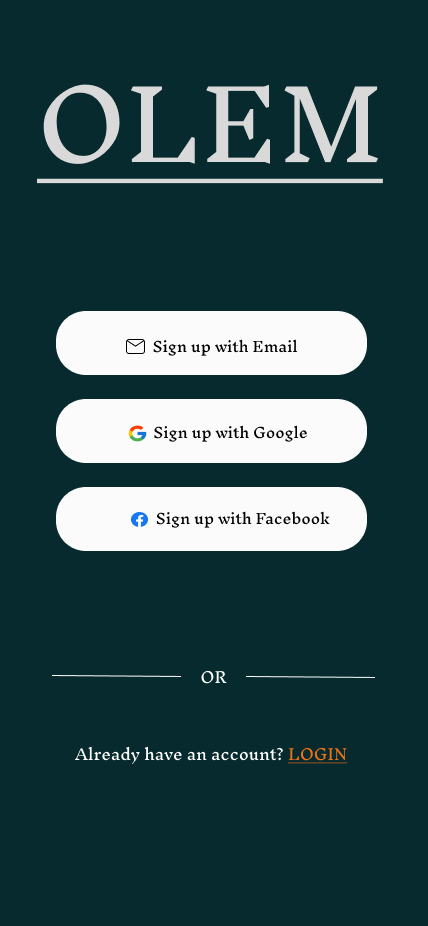 OLEM
Sign up with Email
Sign up with Google
Sign up with Facebook
OR
Already have an account? LOGIN